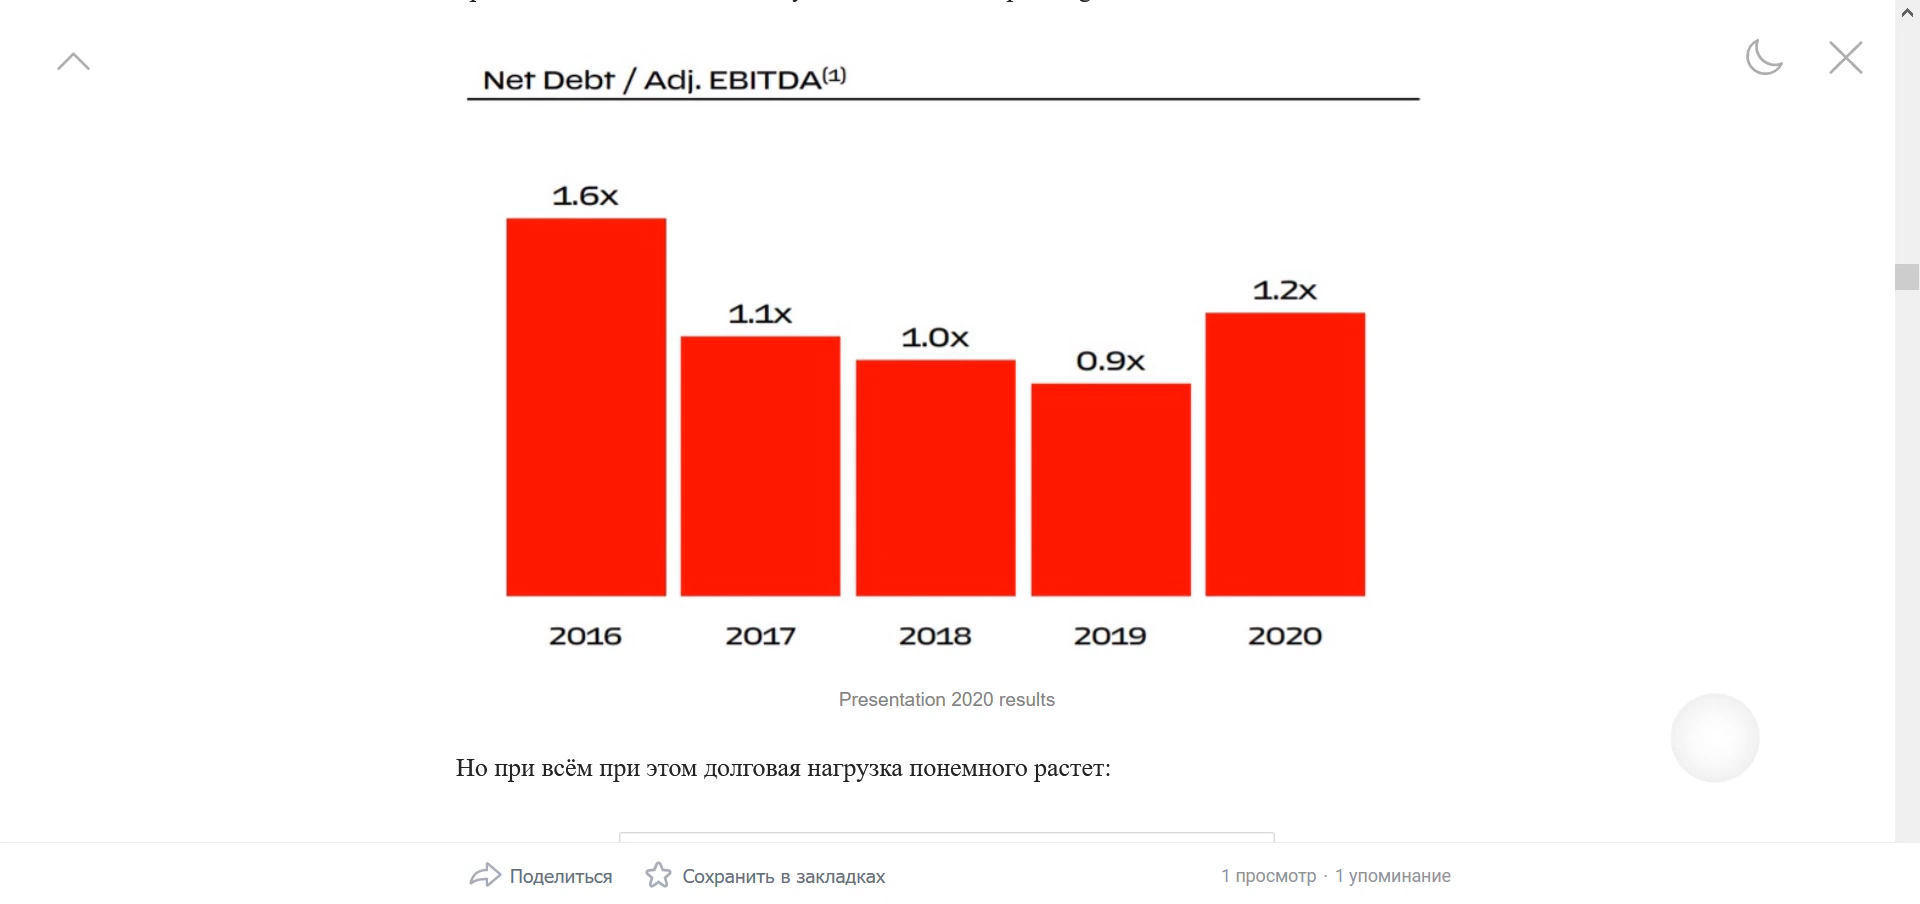 Net Debt / Adj. EBITDA(1)
1.6x
1.1x
1.0x
0.9x
1.2x
2016 2017 2018 2019 2020
Presentation 2020 results
Но при всём при этом долговая нагрузка понемного растет:
Поделиться Сохранить в закладках 1 просмотр · 1 упоминание